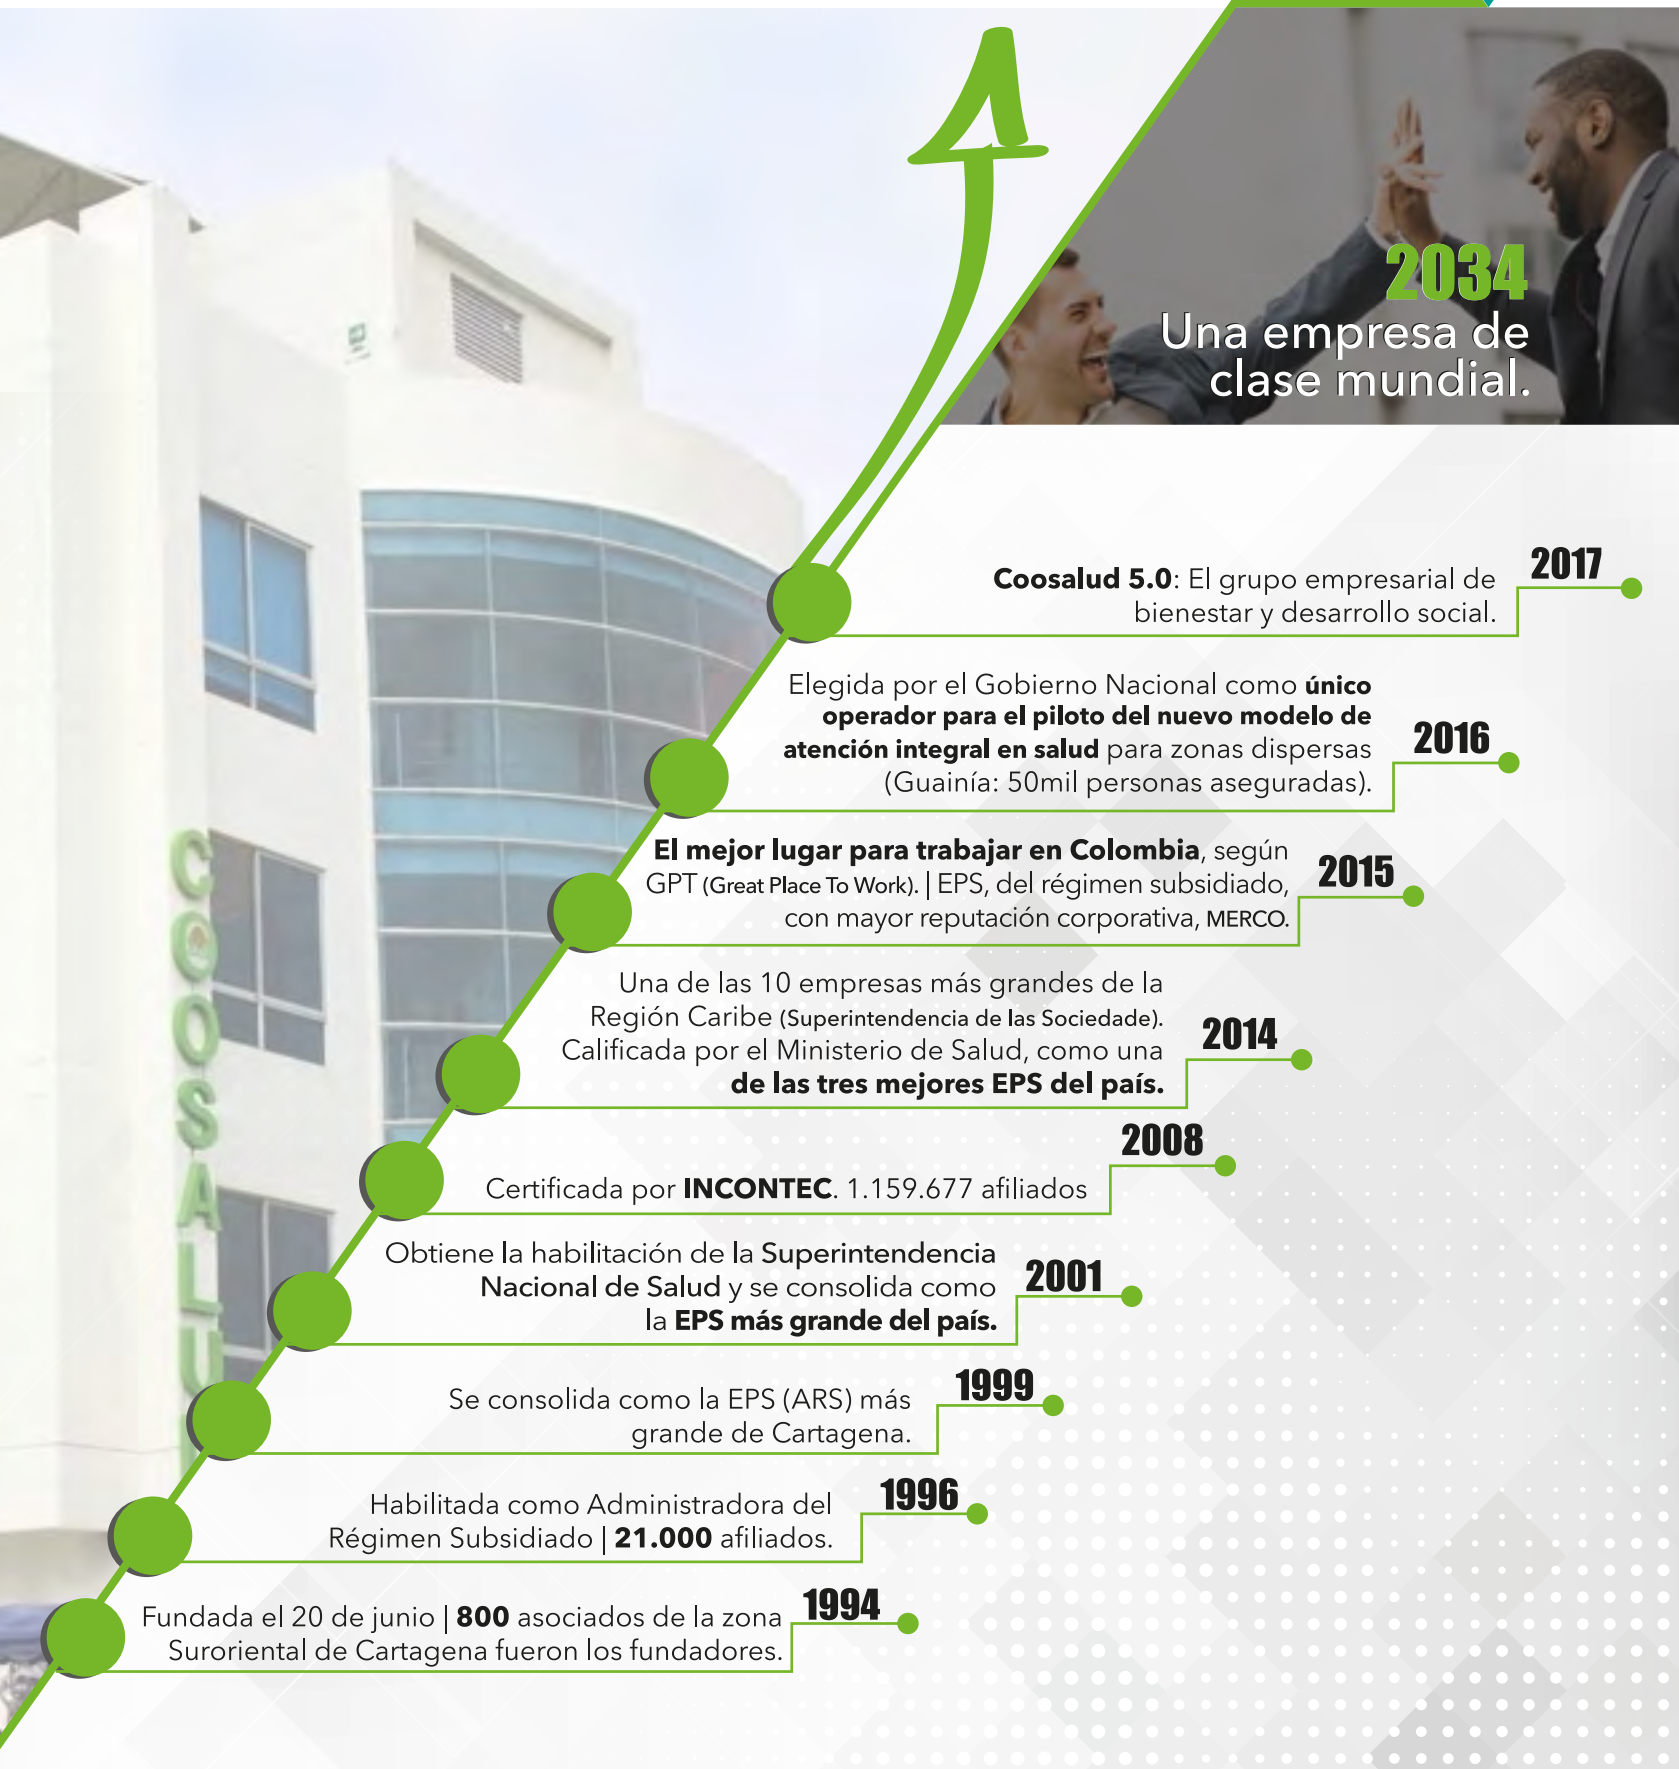 2034
Una empresa de
clase mundial.
2017
Coosalud 5.0: El grupo empresarial de
bienestar y desarrollo social.
2016
Elegida por el Gobierno Nacional como único
operador para el piloto del nuevo modelo de
atención integral en salud para zonas dispersas
(Guainía: 50mil personas aseguradas).
2015
El mejor lugar para trabajar en Colombia, según
GPT (Great Place To Work). | EPS, del régimen subsidiado,
con mayor reputación corporativa, MERCO.
2014
Una de las 10 empresas más grandes de la
Región Caribe (Superintendencia de las Sociedade).
Calificada por el Ministerio de Salud, como una
de las tres mejores EPS del país.
2008
Certificada por INCONTEC. 1.159.677 afiliados
2001
Obtiene la habilitación de la Superintendencia
Nacional de Salud y se consolida como
la EPS más grande del país.
1999
Se consolida como la EPS (ARS) más
grande de Cartagena.
1996
Habilitada como Administradora del
Régimen Subsidiado | 21.000 afiliados.
1994
Fundada el 20 de junio | 800 asociados de la zona
Suroriental de Cartagena fueron los fundadores.
COOSALU